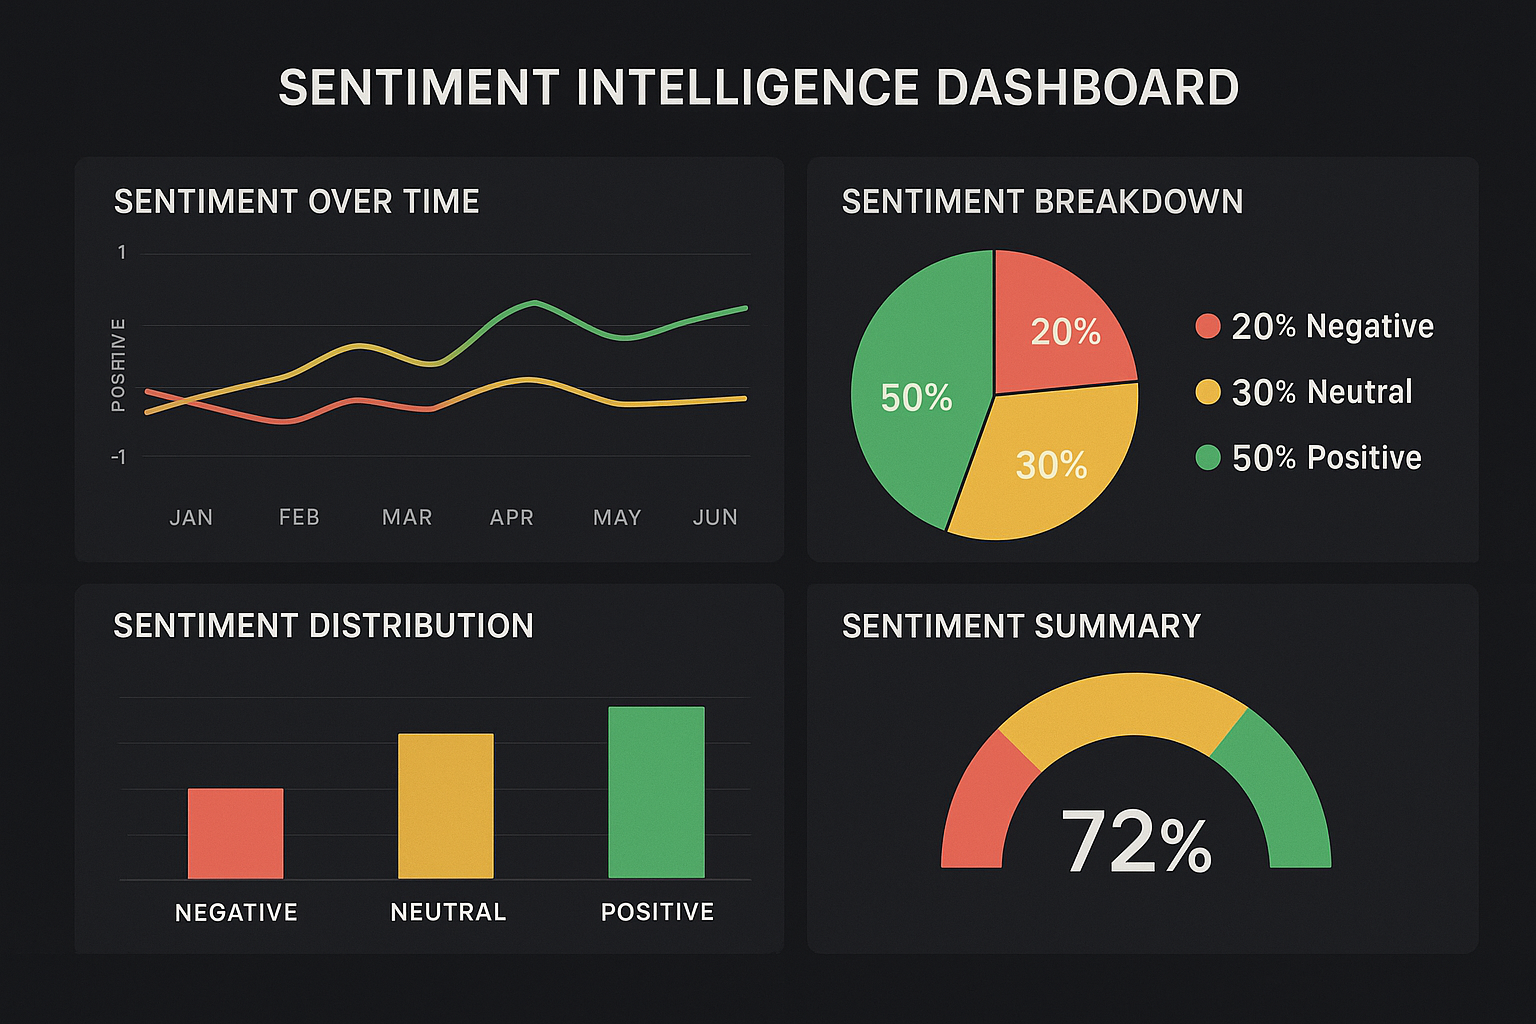 SENTIMENT INTELLIGENCE DASHBOARD
SENTIMENT OVER TIME
1
POSITIVE
-1
JAN FEB MAR APR MAY JUN
SENTIMENT BREAKDOWN
20%
50%
30%
20% Negative
30% Neutral
50% Positive
SENTIMENT DISTRIBUTION
NEGATIVE NEUTRAL POSITIVE
SENTIMENT SUMMARY
72%